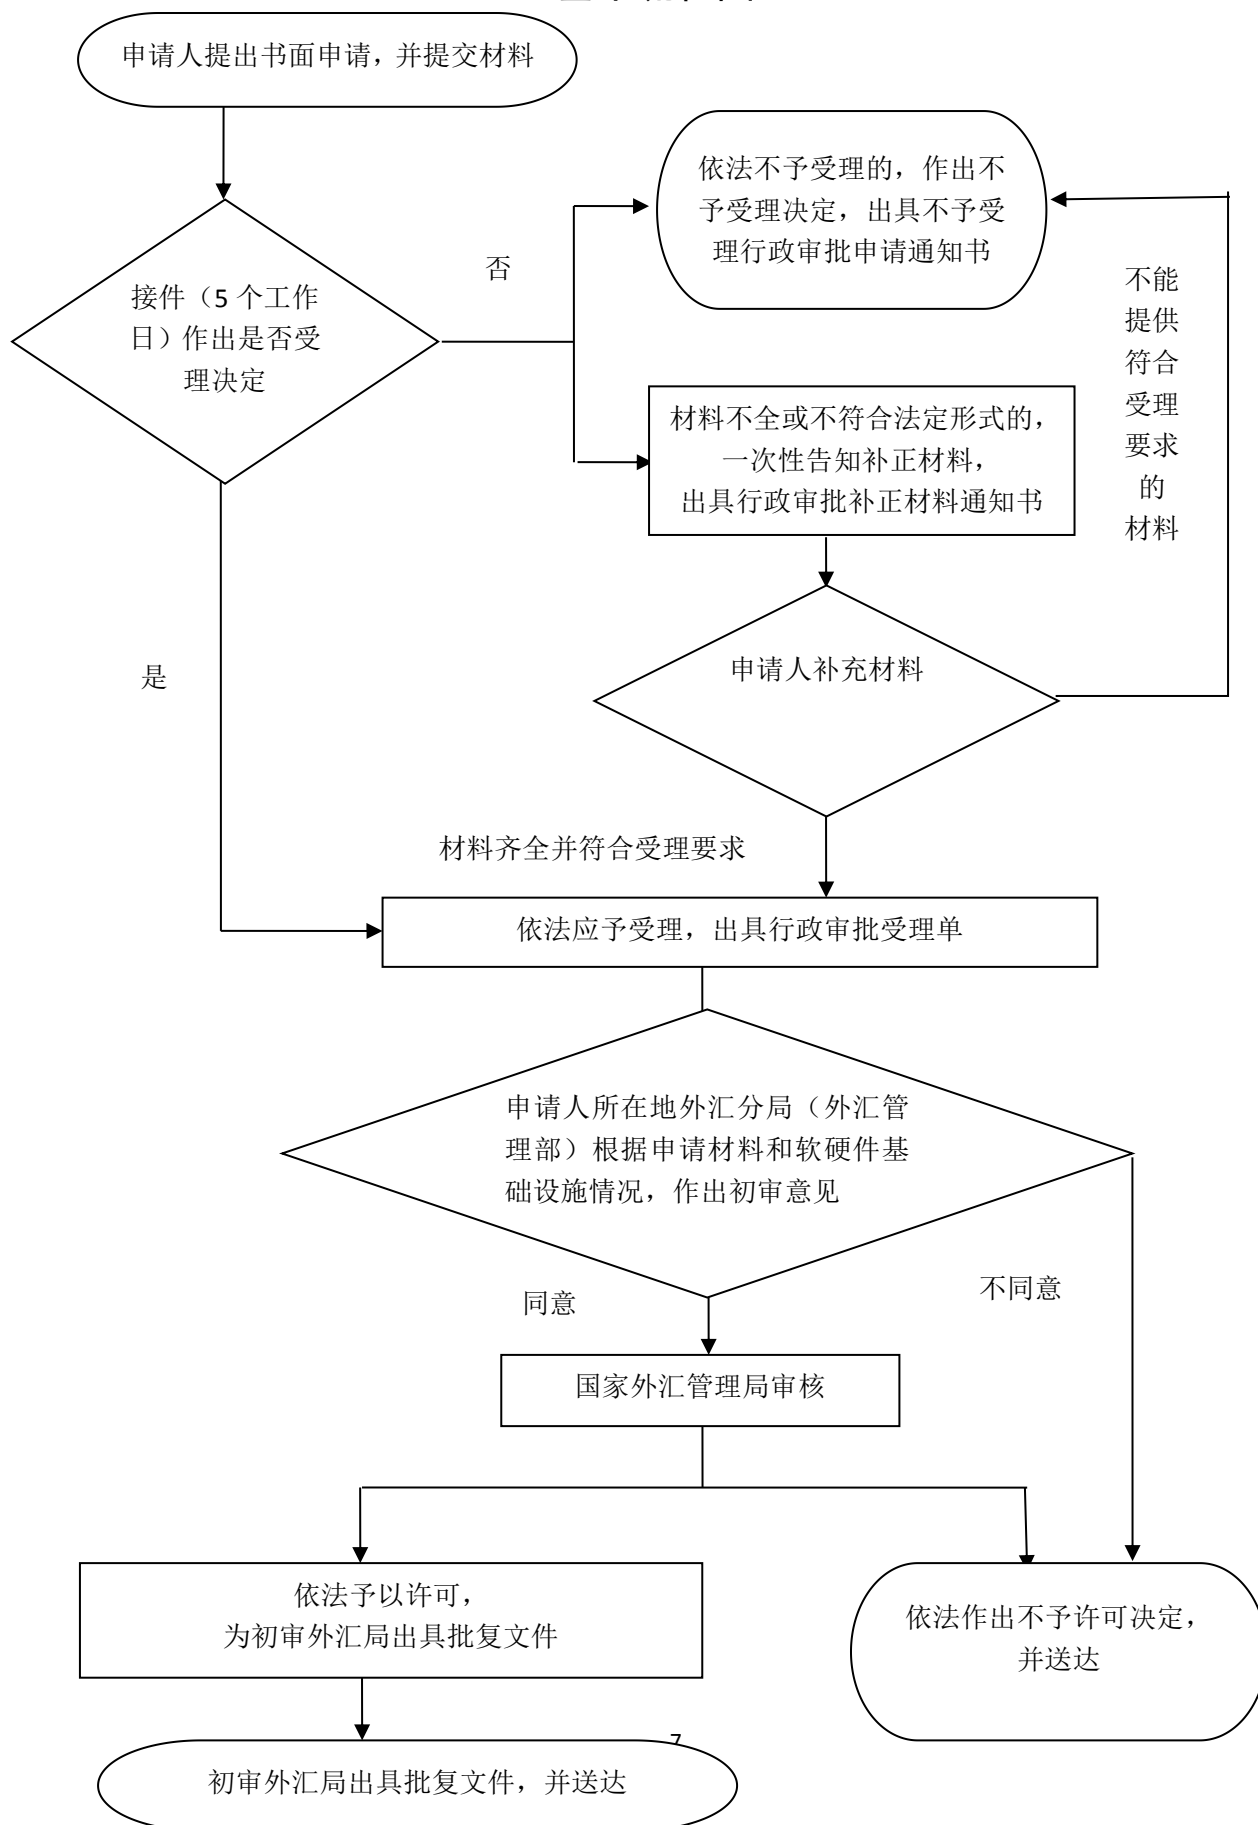 申请人提出书面申请，并提交材料
依法不予受理的，作出不
予受理决定，出具不予受
理行政审批申请通知书
否
接件（5 个工作
日）作出是否受
理决定
不能
提供
符合
受理
要求
的
材料
材料不全或不符合法定形式的，
一次性告知补正材料，
出具行政审批补正材料通知书
申请人补充材料
是
材料齐全并符合受理要求
依法应予受理，出具行政审批受理单
申请人所在地外汇分局（外汇管
理部）根据申请材料和软硬件基
础设施情况，作出初审意见
同意
不同意
国家外汇管理局审核
依法予以许可，
为初审外汇局出具批复文件
依法作出不予许可决定，
并送达
7
初审外汇局出具批复文件，并送达